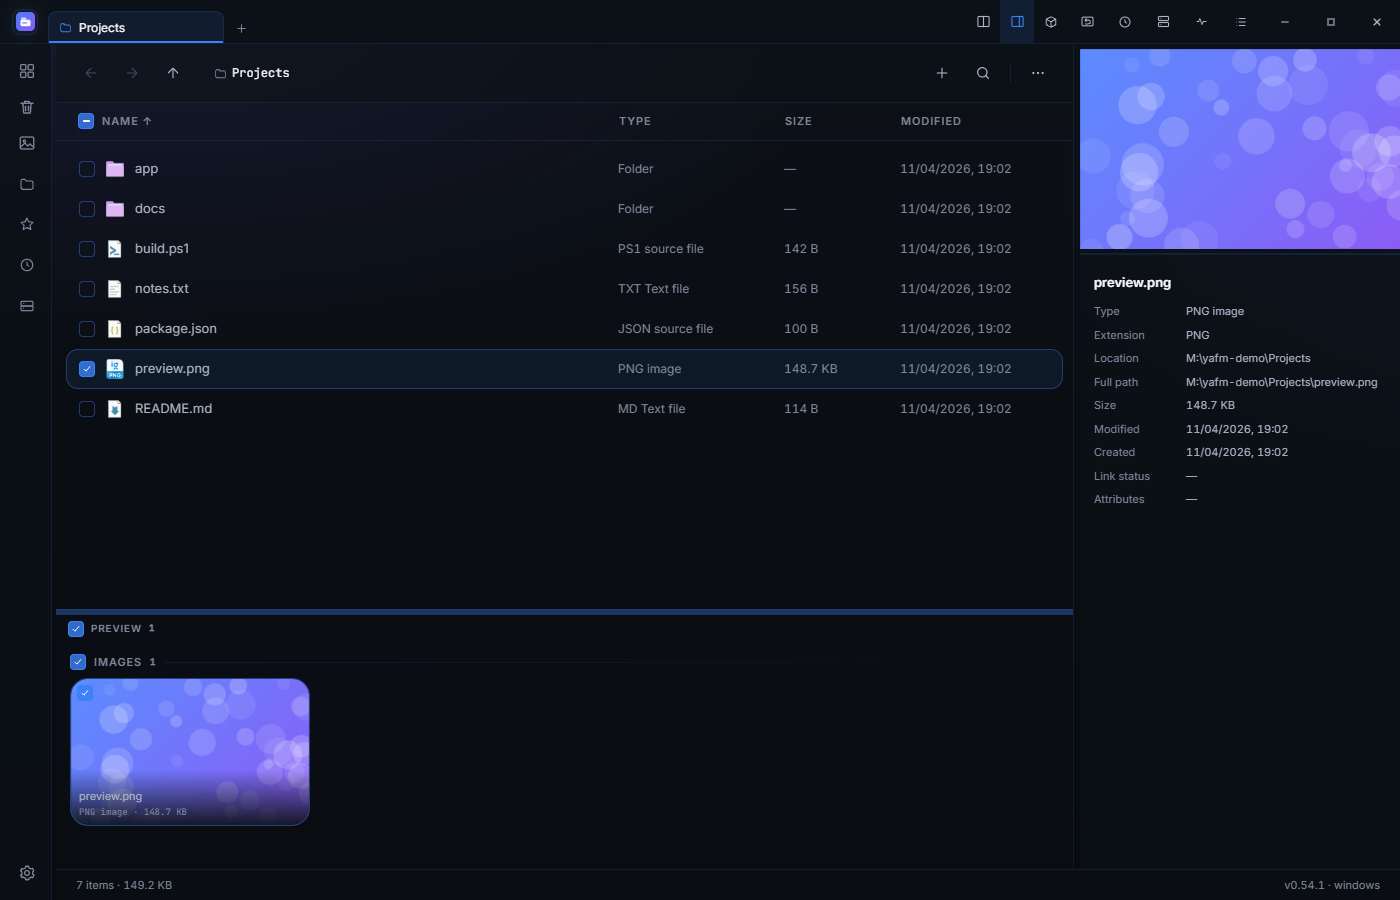 Projects
Projects
NAME ↑ TYPE SIZE MODIFIED
app Folder — 11/04/2026, 19:02
docs Folder — 11/04/2026, 19:02
build.ps1 PS1 source file 142 B 11/04/2026, 19:02
notes.txt TXT Text file 156 B 11/04/2026, 19:02
package.json JSON source file 100 B 11/04/2026, 19:02
preview.png PNG image 148.7 KB 11/04/2026, 19:02
README.md MD Text file 114 B 11/04/2026, 19:02
PREVIEW 1
IMAGES 1
preview.png
PNG image · 148.7 KB
7 items · 149.2 KB
preview.png
Type PNG image
Extension PNG
Location M:\yafm-demo\Projects
Full path M:\yafm-demo\Projects\preview.png
Size 148.7 KB
Modified 11/04/2026, 19:02
Created 11/04/2026, 19:02
Link status —
Attributes —
v0.54.1 · windows